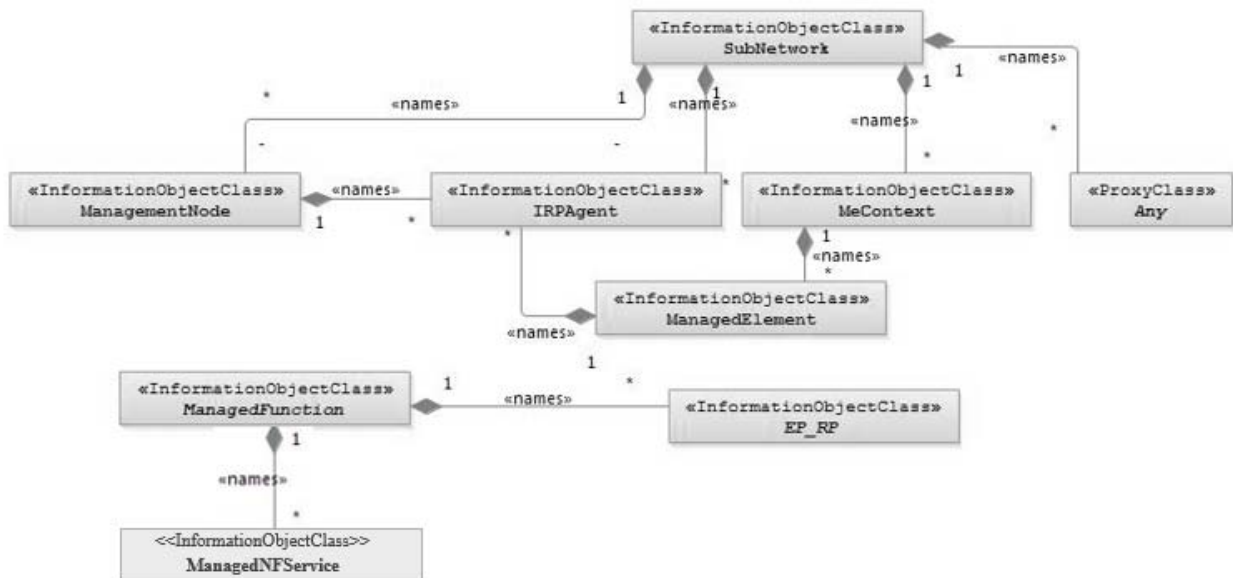 «InformationObjectClass»
SubNetwork
1
«names»
*
1
«names»
1
«names»
1
«names»
1
*
-
-
*
*
«InformationObjectClass»
ManagementNode
«names»
1
*
«InformationObjectClass»
IRPAgent
*
«InformationObjectClass»
MeContext
1
«names»
*
«ProxyClass»
Any
«InformationObjectClass»
ManagedElement
«names»
1
«InformationObjectClass»
ManagedFunction
1
«names»
*
«InformationObjectClass»
EP_RP
1
«names»
*
<<InformationObjectClass>>
ManagedNFService